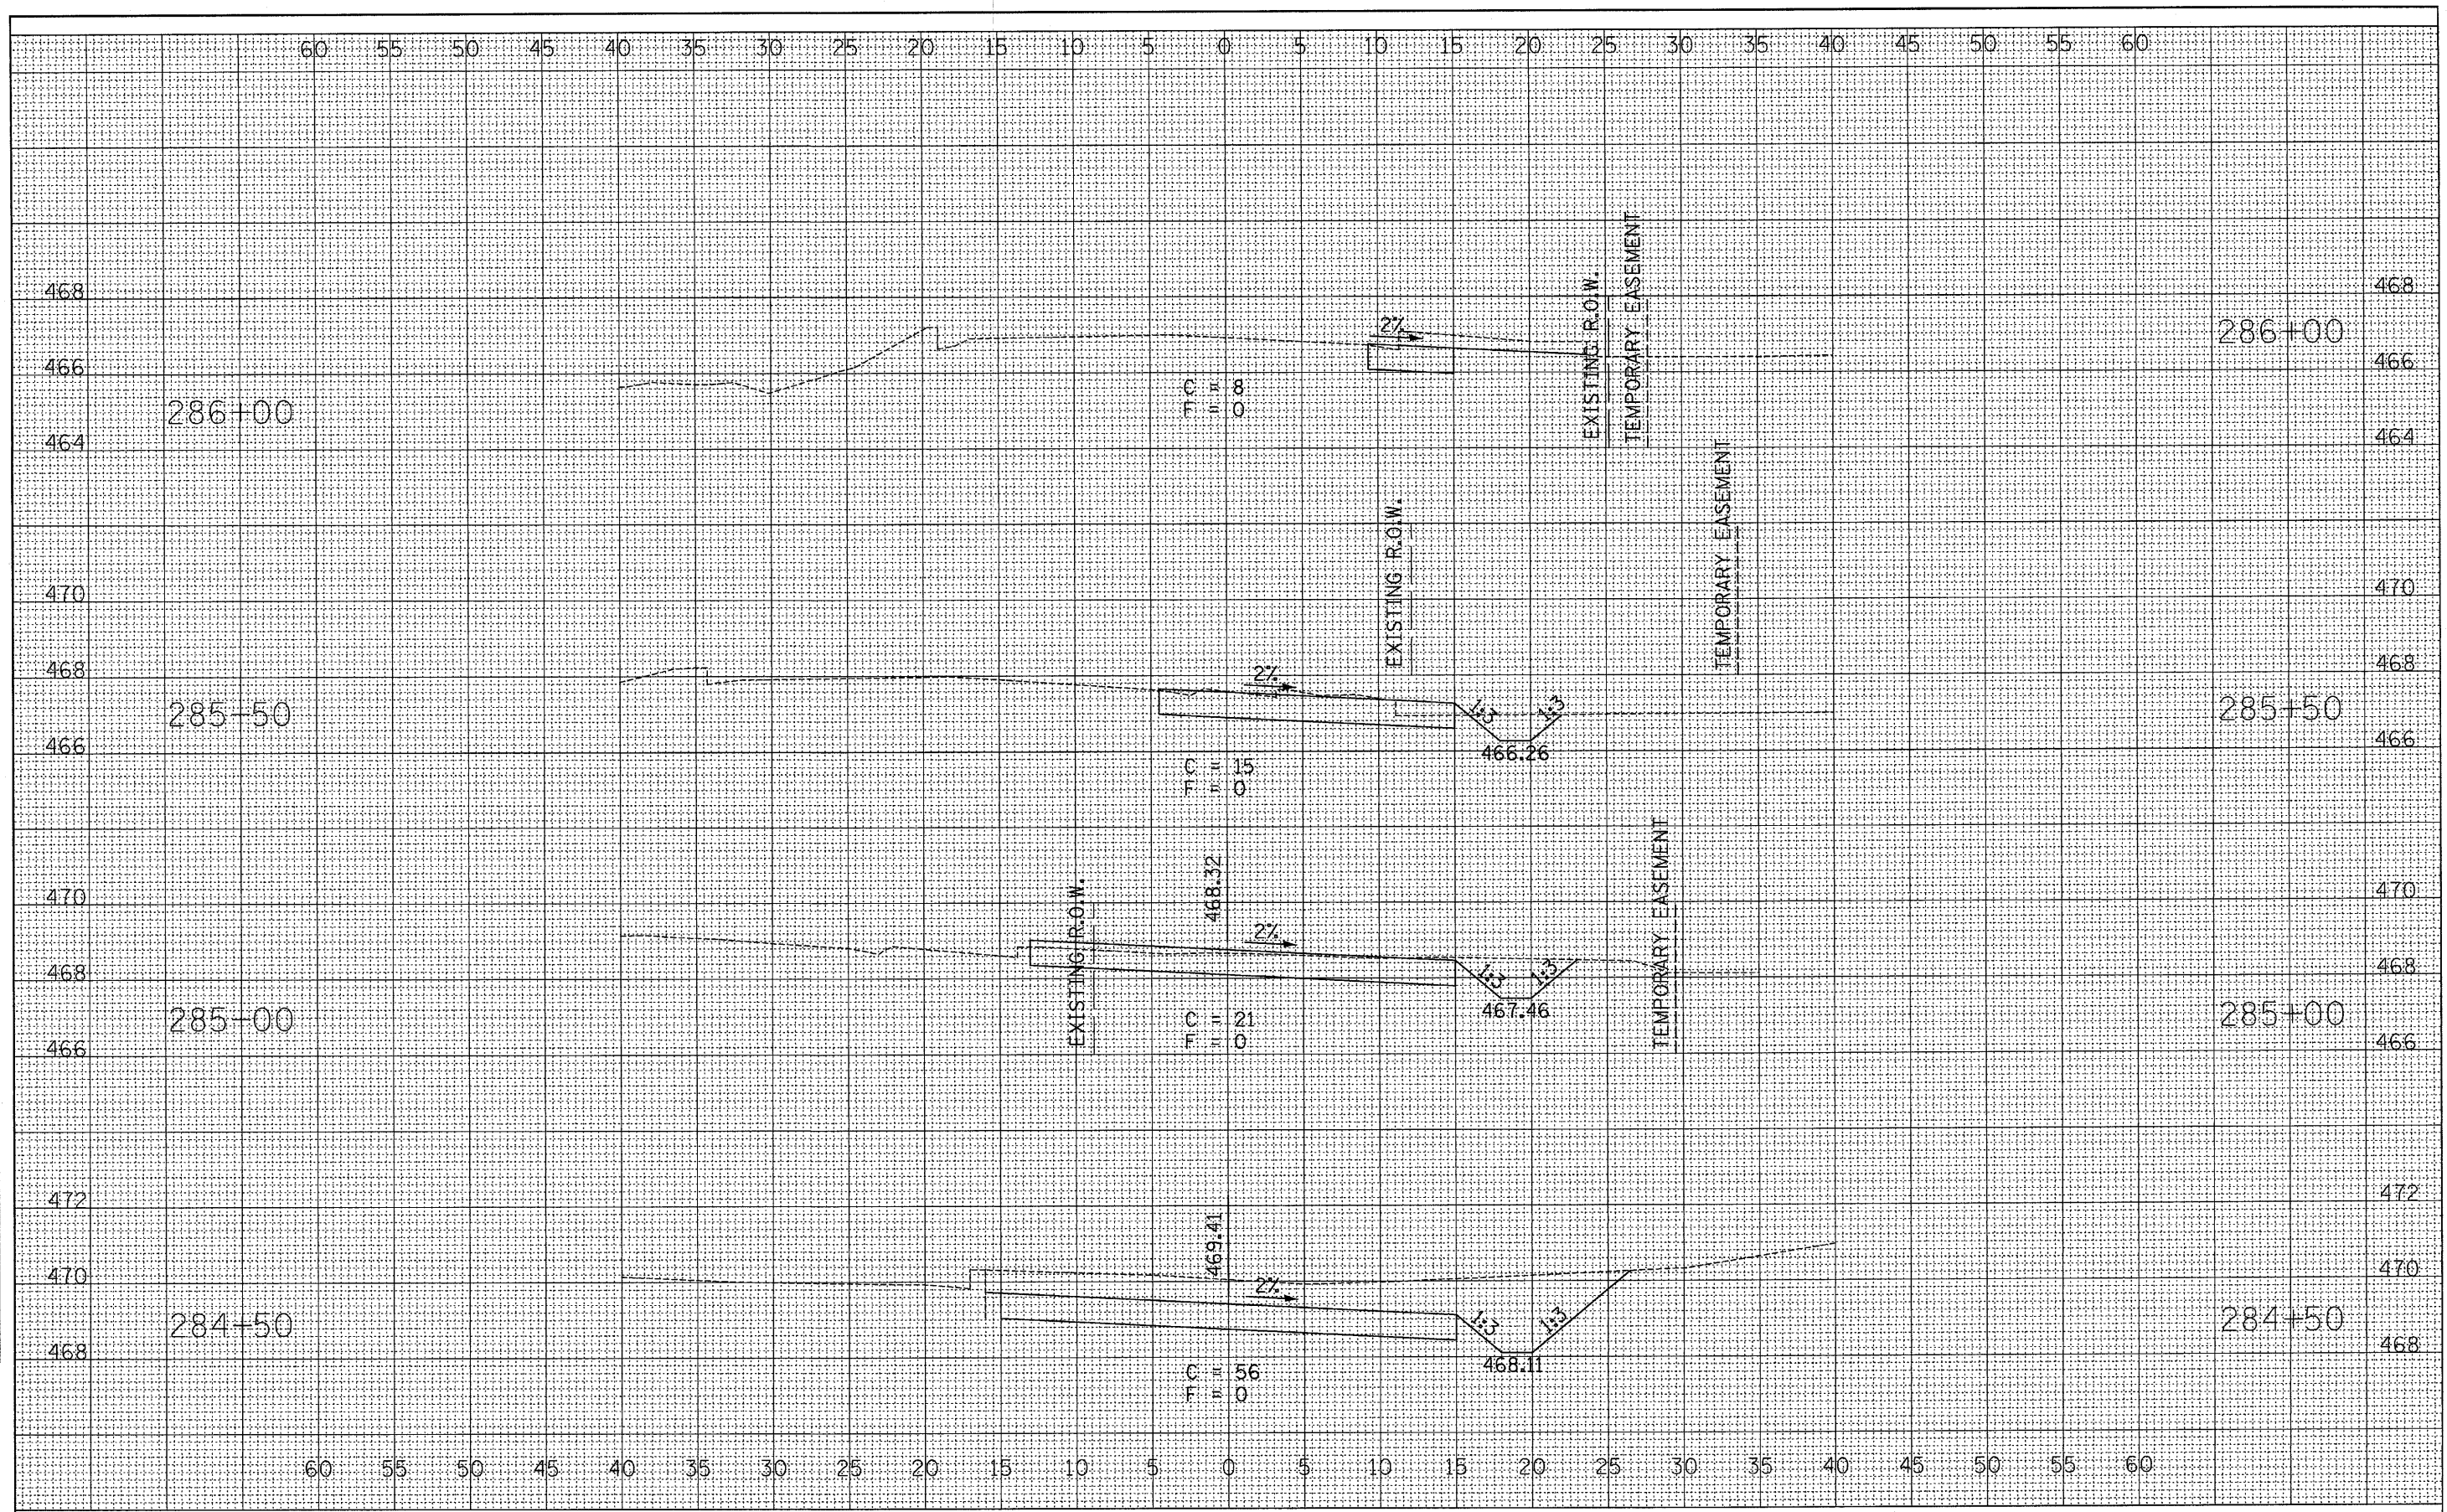 60 55 50 45 40 35 30 25 20 15 10 5 0 5 10 15 20 25 30 35 40 45 50 55 60
TEMPORARY EASEMENT
EXISTING R.O.W.
468 468
2%
286+00
466 466
C = 8
F = 0
286+00
464 464
TEMPORARY EASEMENT
EXISTING R.O.W.
470 470
468 468
2%
1:3 1:3
285+50 285+50
466 466.26 466
C = 15
F = 0
TEMPORARY EASEMENT
468.32
EXISTING R.O.W.
470 470
2%
468 468
1:3 1:3
467.46
285+00 285+00
C = 21
F = 0
466 466
472 472
469.41
470 470
2%
1:3 1:3
284+50 284+50
468 468.11 468
C = 56
F = 0
60 55 50 45 40 35 30 25 20 15 10 5 0 5 10 15 20 25 30 35 40 45 50 55 60